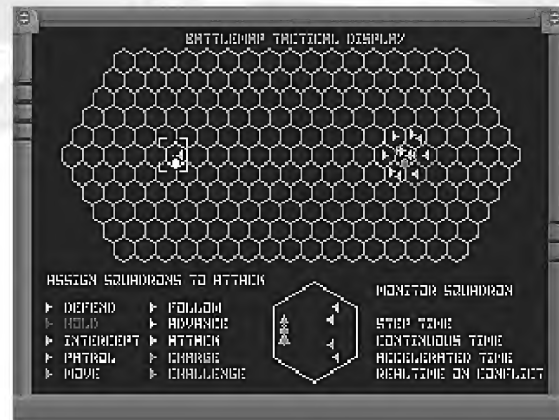 BATTLEMAP TACTICAL DISPLAY
ASSIGN SQUADRONS TO ATTACK
MONITOR SQUADRON
DEFEND
HOLD
INTERCEPT
PATROL
MOVE
FOLLOW
ADVANCE
ATTACK
CHARGE
CHALLENGE
STEP TIME
CONTINUOUS TIME
ACCELERATED TIME
REALTIME ON CONFLICT